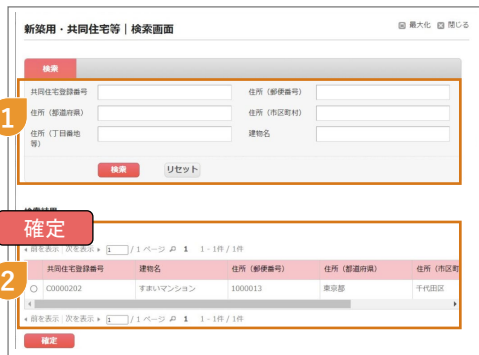 新築用・共同住宅等 | 検索画面
最大化 閉じる
検索
共同住宅登録番号
住所（郵便番号）
1
住所（都道府県）
住所（市区町村）
住所（丁目番地等）
建物名
検索 リセット
確定
前を表示 次を表示 1 / 1 ページ 1 1 - 1件 / 1件
共同住宅登録番号 建物名 住所（郵便番号） 住所（都道府県） 住所（市区町
2
C0000202 すまいマンション 1000013 東京都 千代田区
前を表示 次を表示 1 / 1 ページ 1 1 - 1件 / 1件
確定